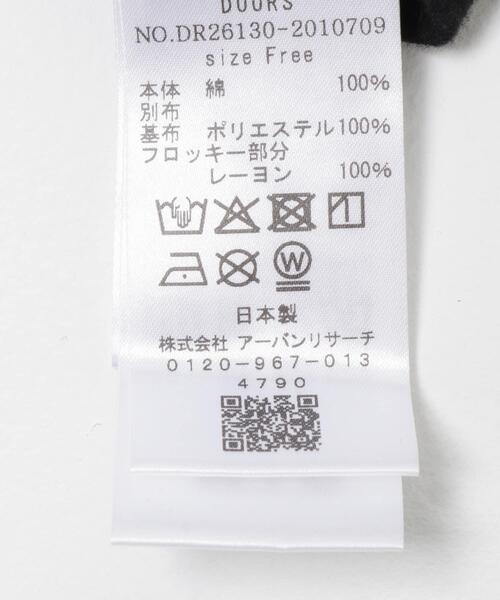 DOORS
NO.DR26130-2010709
size Free
本体 綿 100%
別布
基布 ポリエステル100%
フロッキー部分
レーヨン 100%
W
日本製
株式会社 アーバンリサーチ
0120-967-013
4790